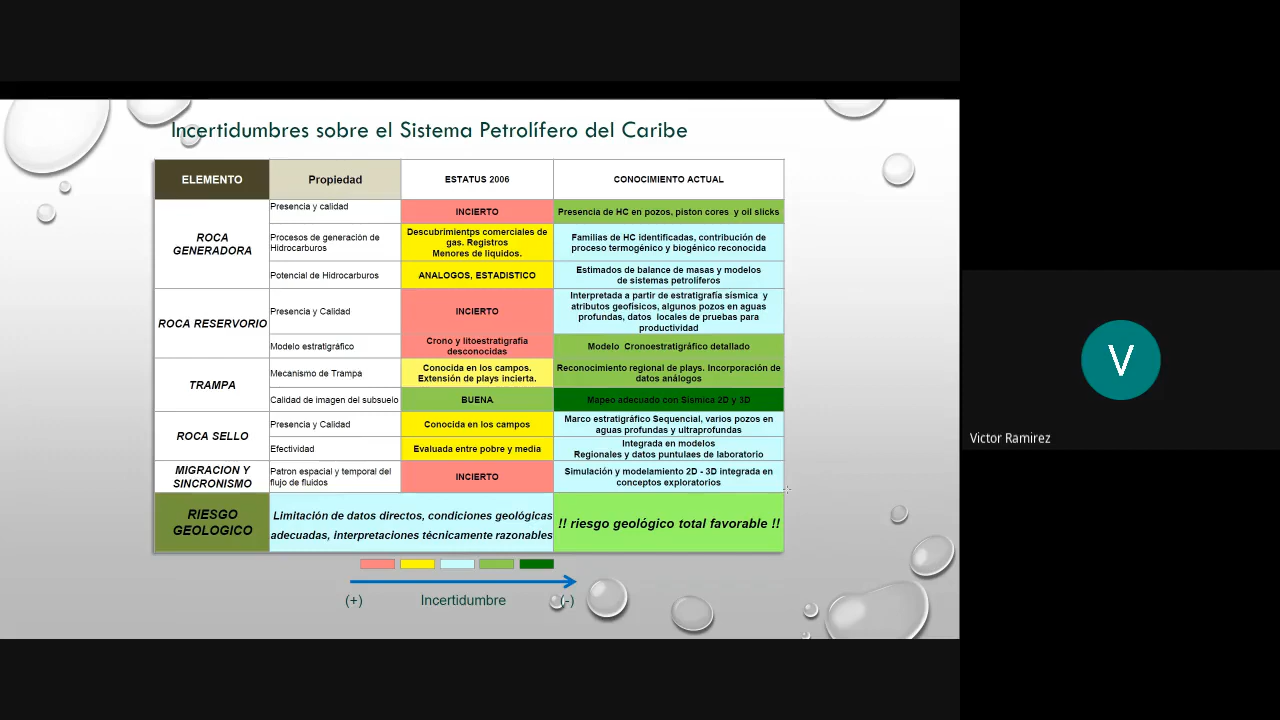 Incertidumbres sobre el Sistema Petrolífero del Caribe
ELEMENTO
Propiedad
ESTATUS 2006
CONOCIMIENTO ACTUAL
ROCA
GENERADORA
Presencia y calidad
INCIERTO
Presencia de HC en pozos, piston cores y oil slicks
Procesos de generación de
Hidrocarburos
Descubrimientps comerciales de
gas. Registros
Menores de líquidos.
Familias de HC identificadas, contribución de
proceso termogénico y biogénico reconocida
Potencial de Hidrocarburos
ANALOGOS, ESTADISTICO
Estimados de balance de masas y modelos
de sistemas petrolíferos
ROCA RESERVORIO
Presencia y Calidad
INCIERTO
Interpretada a partir de estratigrafía sísmica y
atributos geofísicos, algunos pozos en aguas
profundas, datos locales de pruebas para
productividad
Modelo estratigráfico
Crono y litoestratigrafía
desconocidas
Modelo Cronoestratigráfico detallado
TRAMPA
Mecanismo de Trampa
Conocida en los campos.
Extensión de plays incierta.
Reconocimiento regional de plays. Incorporación de
datos análogos
Calidad de imagen del subsuelo
BUENA
Mapeo adecuado con Sísmica 2D y 3D
ROCA SELLO
Presencia y Calidad
Conocida en los campos
Marco estratigráfico Sequencial, varios pozos en
aguas profundas y ultraprofundas
Efectividad
Evaluada entre pobre y media
Integrada en modelos
Regionales y datos puntulaes de laboratorio
MIGRACION Y
SINCRONISMO
Patron espacial y temporal del
flujo de fluidos
INCIERTO
Simulación y modelamiento 2D - 3D integrada en
conceptos exploratorios
RIESGO
GEOLOGICO
Limitación de datos directos, condiciones geológicas
adecuadas, interpretaciones técnicamente razonables
!! riesgo geológico total favorable !!
(+)
Incertidumbre
(-)
V
Victor Ramirez